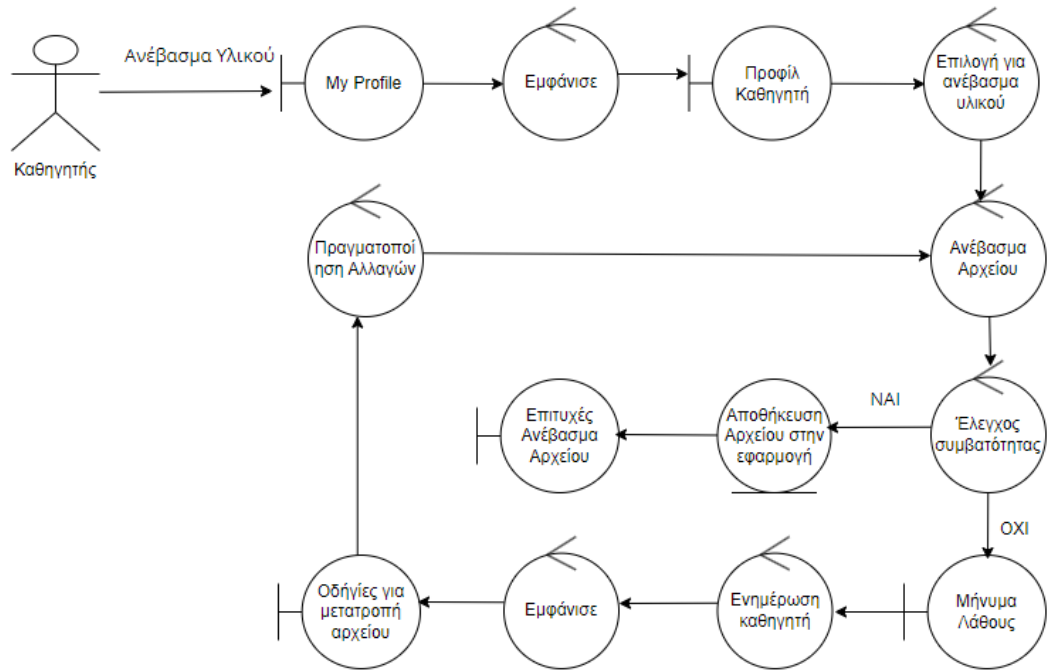 Ανέβασμα Υλικού
Καθηγητής
My Profile
Εμφάνισε
Προφίλ
Καθηγητή
Επιλογή για
ανέβασμα
υλικού
Πραγματοποί
ηση Αλλαγών
Ανέβασμα
Αρχείου
Επιτυχές
Ανέβασμα
Αρχείου
Αποθήκευση
Αρχείου στην
εφαρμογή
ΝΑΙ
Έλεγχος
συμβατότητας
ΟΧΙ
Οδήγίες για
μετατροπή
αρχείου
Εμφάνισε
Ενημέρωση
καθηγητή
Μήνυμα
Λάθους